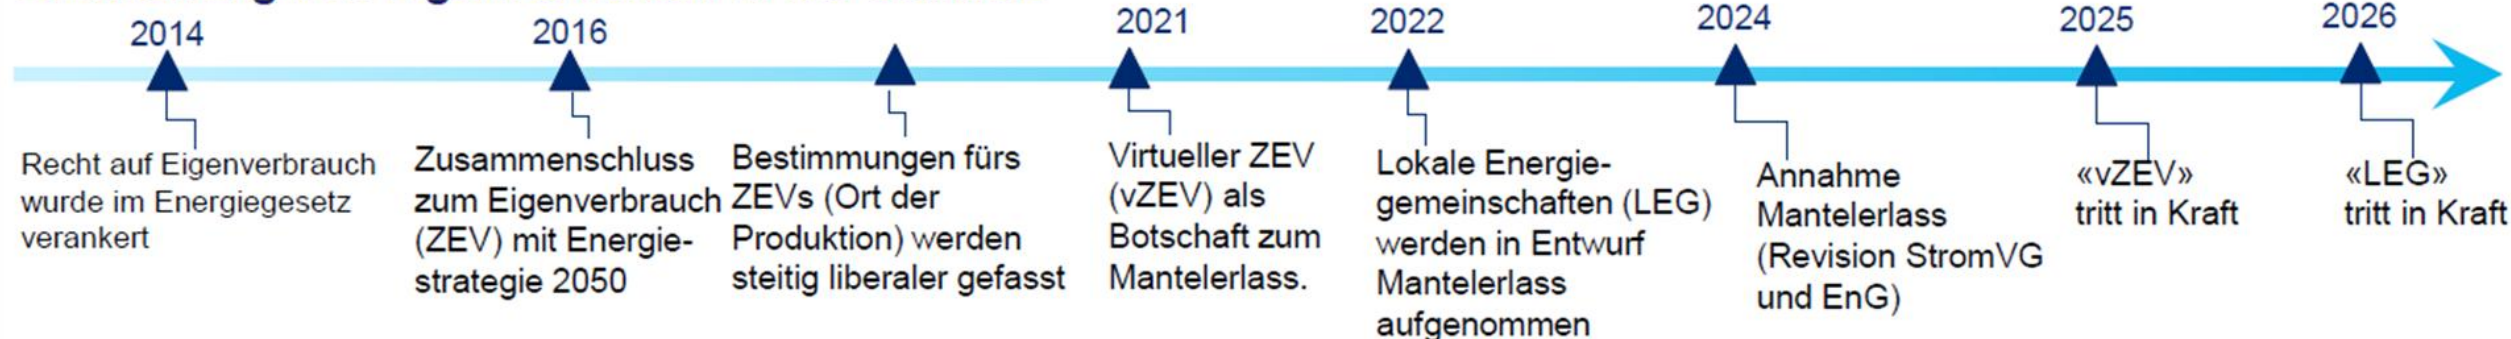 2014
Recht auf Eigenverbrauch
wurde im Energiegesetz
verankert
2016
Zusammenschluss
zum Eigenverbrauch
(ZEV) mit Energie-
strategie 2050
Bestimmungen fürs
ZEVs (Ort der
Produktion) werden
steitig liberaler gefasst
2021
Virtueller ZEV
(vZEV) als
Botschaft zum
Mantelerlass.
2022
Lokale Energie-
gemeinschaften (LEG)
werden in Entwurf
Mantelerlass
aufgenommen
2024
Annahme
Mantelerlass
(Revision StromVG
und EnG)
2025
«vZEV»
tritt in Kraft
2026
«LEG»
tritt in Kraft